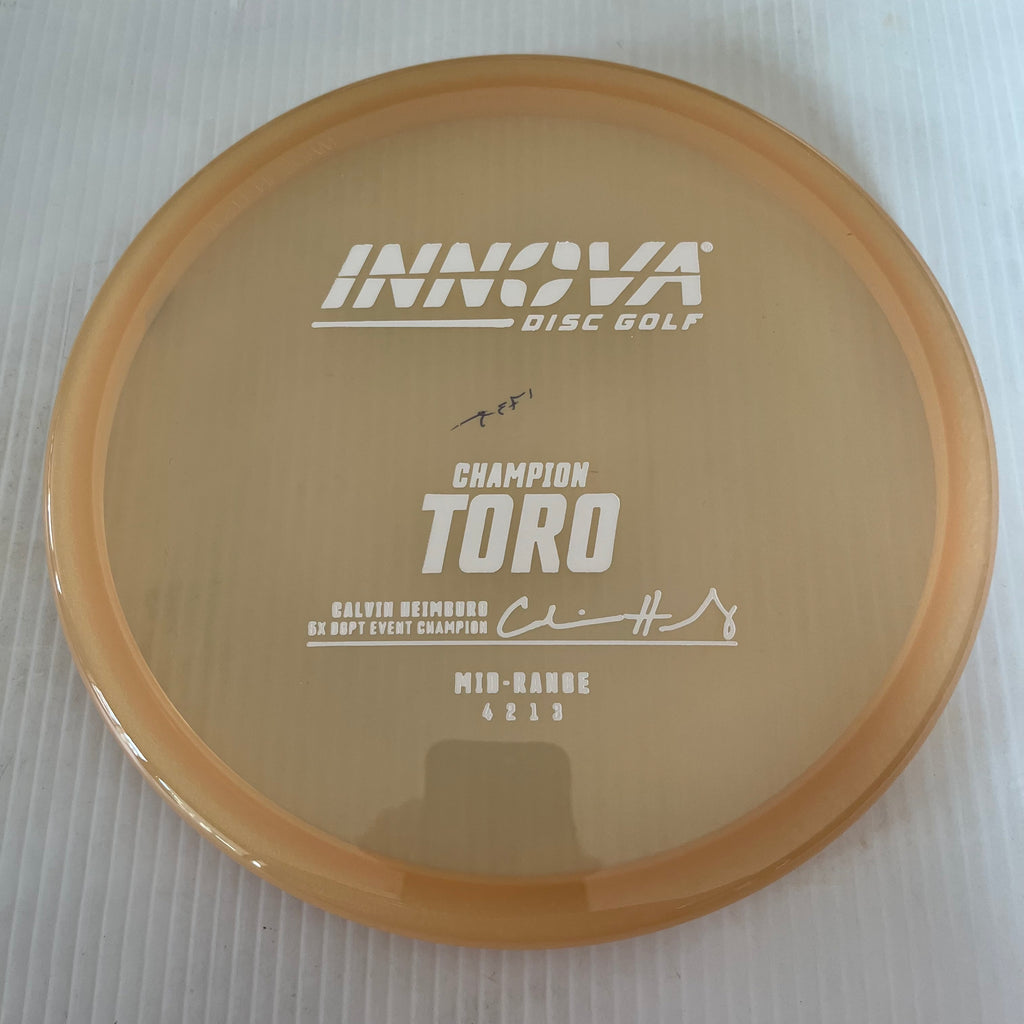 INNOVA®
DISC GOLF
CHAMPION
TORO
CALVIN HEIMBURG
6X DGPT EVENT CHAMPION
MID-RANGE
4 2 1 3